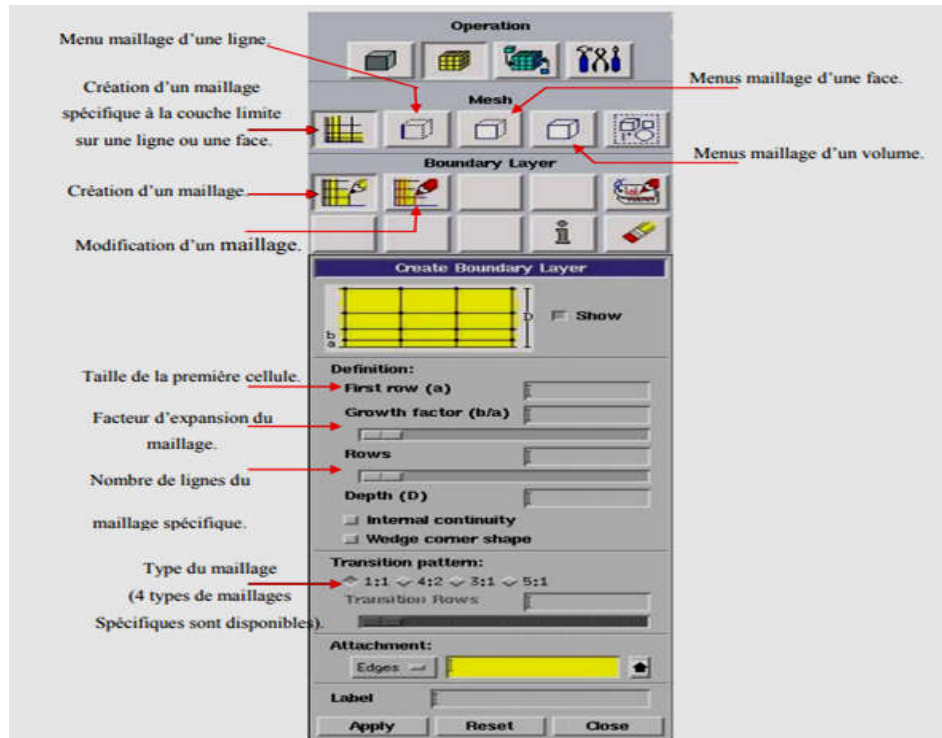 Operation
Menu maillage d'une ligne.
Menus maillage d'une face.
Création d'un maillage
spécifique à la couche limite
sur une ligne ou une face.
Mesh
Menus maillage d'un volume.
Boundary Layer
Création d'un maillage.
Modification d'un maillage.
Create Boundary Layer
D
Show
b
a
Definition:
Taille de la première cellule.
First row (a)
Facteur d'expansion du
maillage.
Growth factor (b/a)
Rows
Nombre de lignes du
maillage spécifique.
Depth (D)
Internal continuity
Wedge corner shape
Transition pattern:
Type du maillage
(4 types de maillages
Spécifiques sont disponibles).
1:1 4:2 3:1 5:1
Transition Rows
Attachment:
Edges
Label
Apply Reset Close